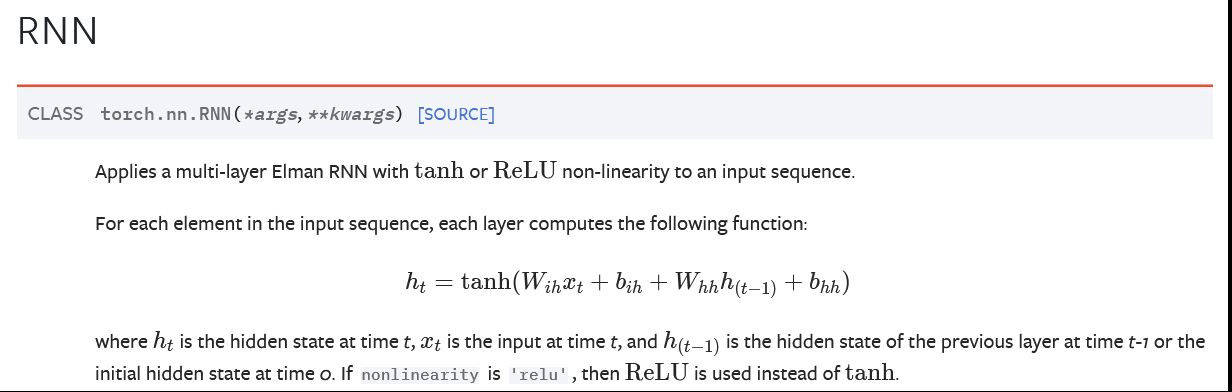 RNN
CLASS torch.nn.RNN(*args, **kwargs) [SOURCE]
Applies a multi-layer Elman RNN with tanh or ReLU non-linearity to an input sequence.
For each element in the input sequence, each layer computes the following function:
h_t = tanh(W_{ih}x_t + b_{ih} + W_{hh}h_{(t−1)} + b_{hh})
where h_t is the hidden state at time t, x_t is the input at time t, and h_{(t−1)} is the hidden state of the previous layer at time t-1 or the
initial hidden state at time 0. If nonlinearity is 'relu', then ReLU is used instead of tanh.